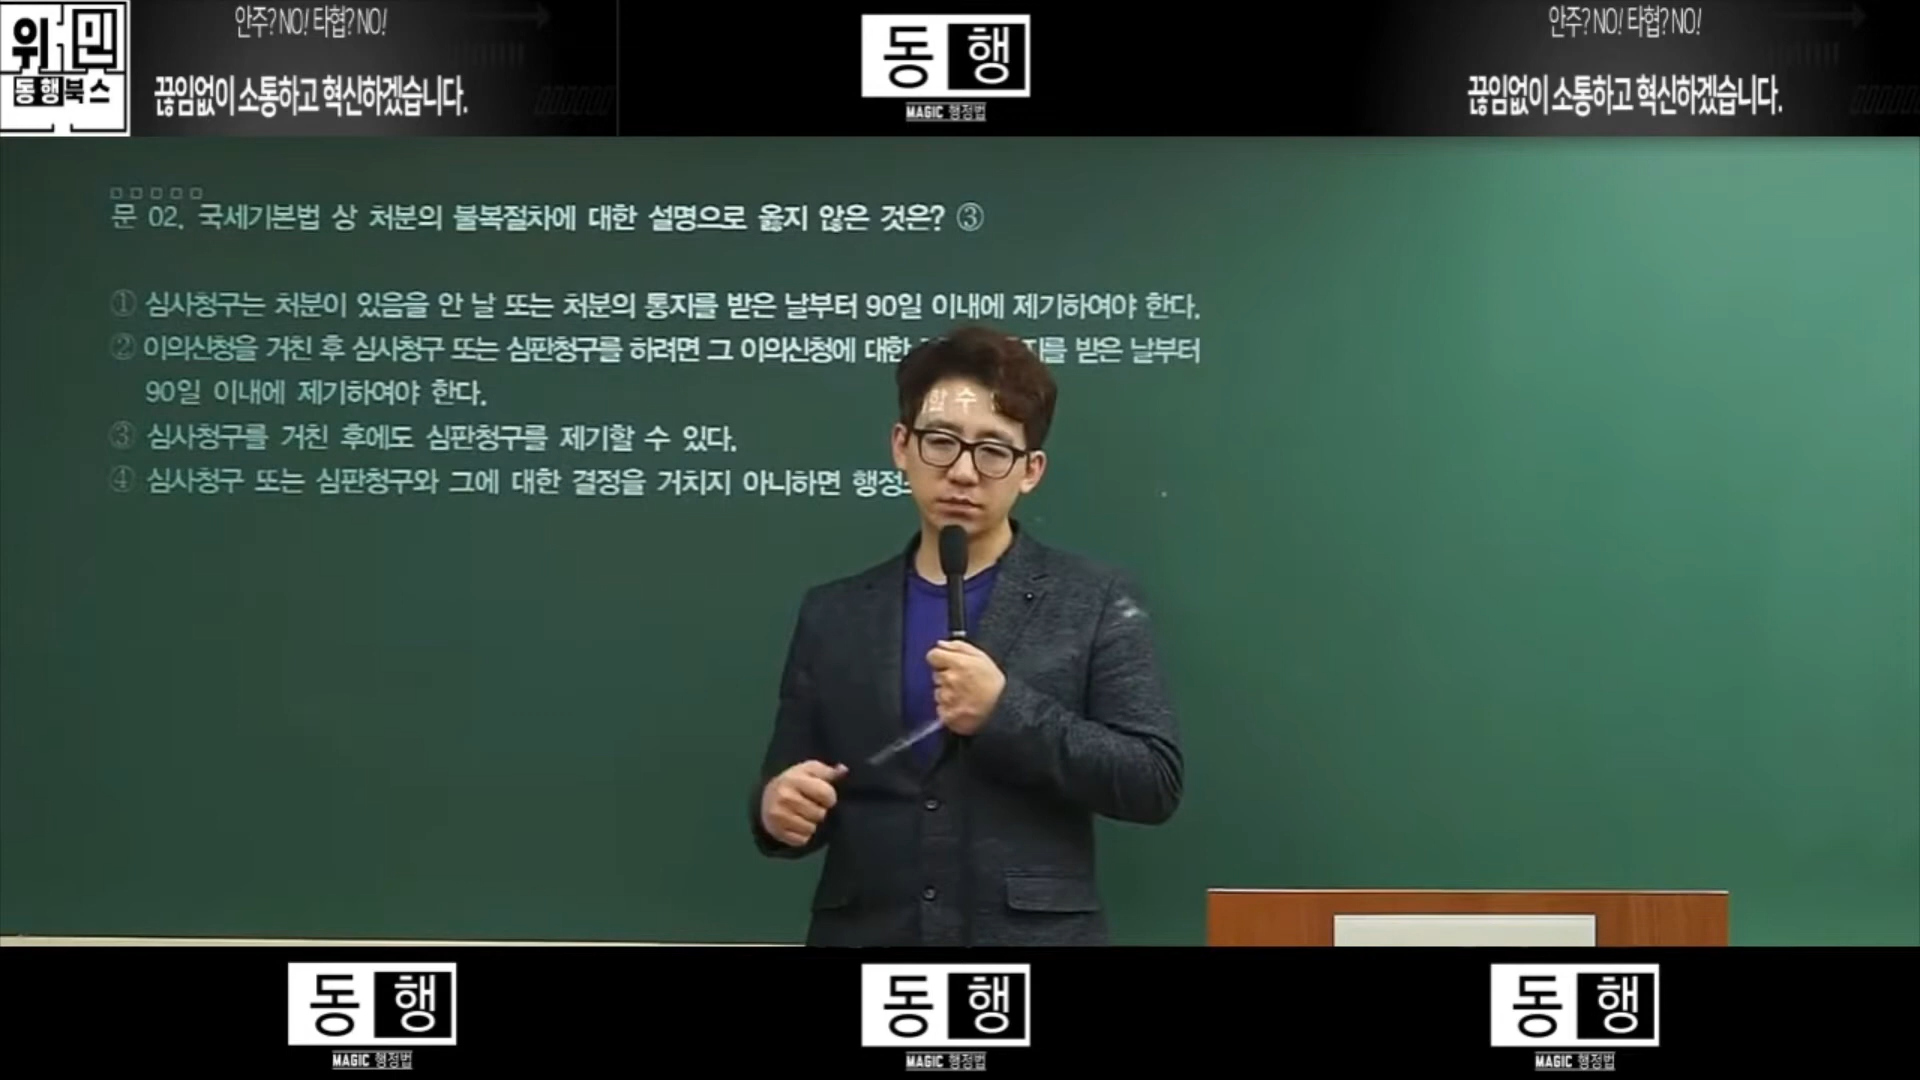 위민
동행북스
안주? NO! 타협? NO!
끊임없이 소통하고 혁신하겠습니다.
동행
MAGIC 행정법
안주? NO! 타협? NO!
끊임없이 소통하고 혁신하겠습니다.
문 02. 국세기본법 상 처분의 불복절차에 대한 설명으로 옳지 않은 것은? ③
① 심사청구는 처분이 있음을 안 날 또는 처분의 통지를 받은 날부터 90일 이내에 제기하여야 한다.
② 이의신청을 거친 후 심사청구 또는 심판청구를 하려면 그 이의신청에 대한 를 받은 날부터
90일 이내에 제기하여야 한다.
③ 심사청구를 거친 후에도 심판청구를 제기할 수 있다.
④ 심사청구 또는 심판청구와 그에 대한 결정을 거치지 아니하면 행정
할 수
동행
MAGIC 행정법
동행
MAGIC 행정법
동행
MAGIC 행정법